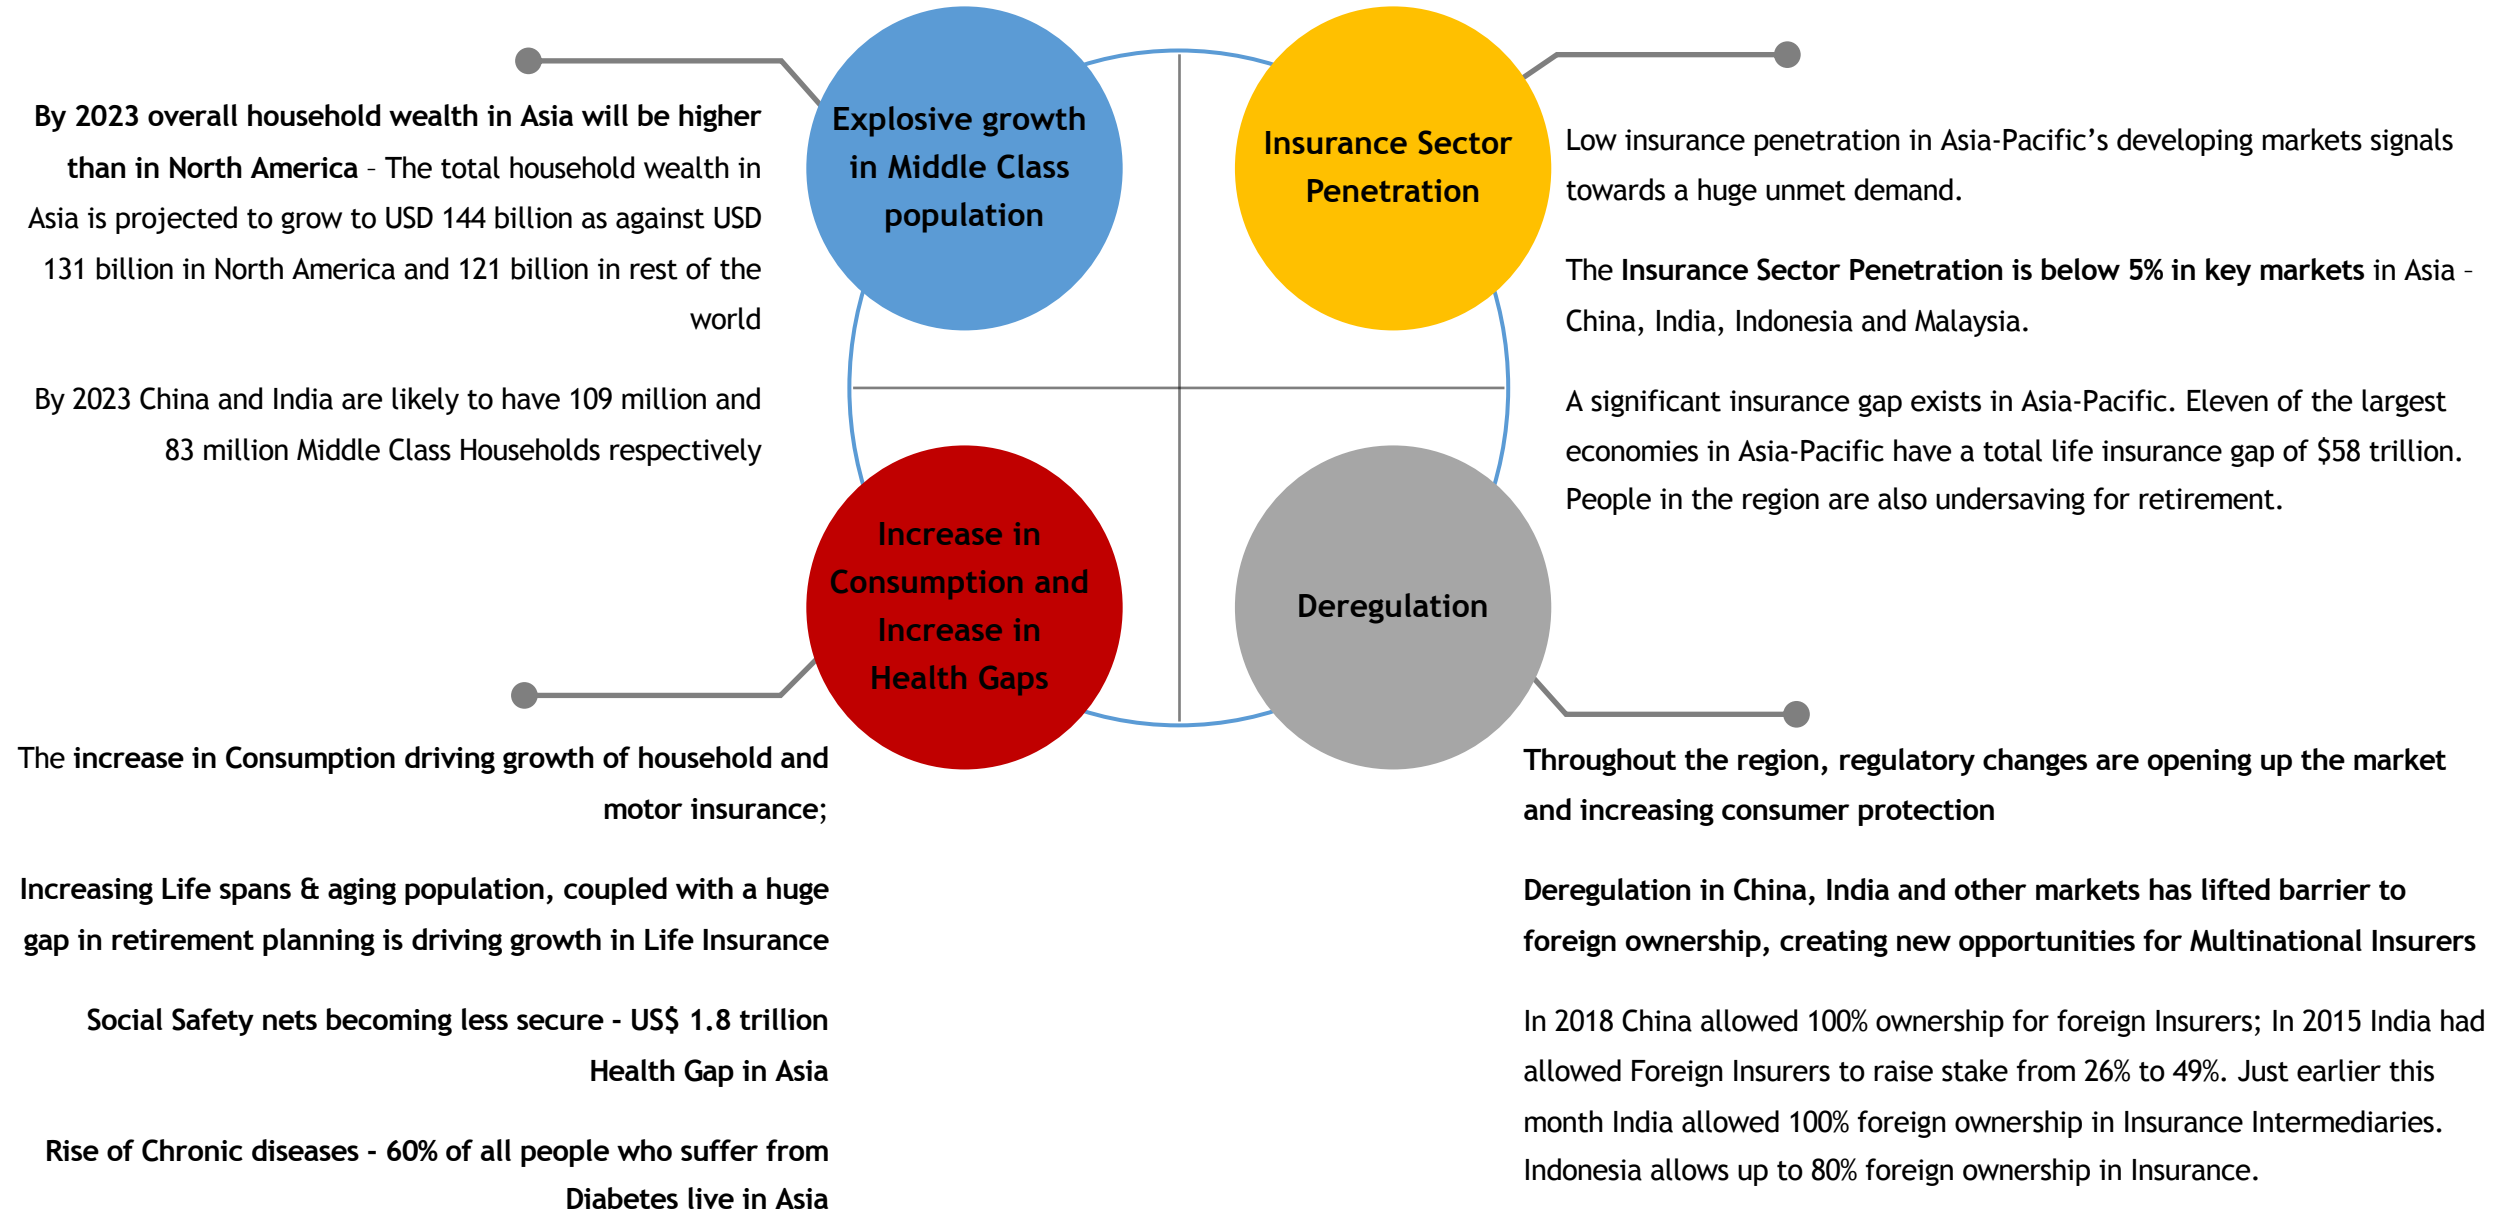 Explosive growth
in Middle Class
population
By 2023 overall household wealth in Asia will be higher
than in North America – The total household wealth in
Asia is projected to grow to USD 144 billion as against USD
131 billion in North America and 121 billion in rest of the
world
By 2023 China and India are likely to have 109 million and
83 million Middle Class Households respectively
Insurance Sector
Penetration
Low insurance penetration in Asia-Pacific’s developing markets signals
towards a huge unmet demand.
The Insurance Sector Penetration is below 5% in key markets in Asia –
China, India, Indonesia and Malaysia.
A significant insurance gap exists in Asia-Pacific. Eleven of the largest
economies in Asia-Pacific have a total life insurance gap of $58 trillion.
People in the region are also undersaving for retirement.
Increase in
Consumption and
Increase in
Health Gaps
The increase in Consumption driving growth of household and
motor insurance;
Increasing Life spans & aging population, coupled with a huge
gap in retirement planning is driving growth in Life Insurance
Social Safety nets becoming less secure - US$ 1.8 trillion
Health Gap in Asia
Rise of Chronic diseases - 60% of all people who suffer from
Diabetes live in Asia
Deregulation
Throughout the region, regulatory changes are opening up the market
and increasing consumer protection
Deregulation in China, India and other markets has lifted barrier to
foreign ownership, creating new opportunities for Multinational Insurers
In 2018 China allowed 100% ownership for foreign Insurers; In 2015 India had
allowed Foreign Insurers to raise stake from 26% to 49%. Just earlier this
month India allowed 100% foreign ownership in Insurance Intermediaries.
Indonesia allows up to 80% foreign ownership in Insurance.